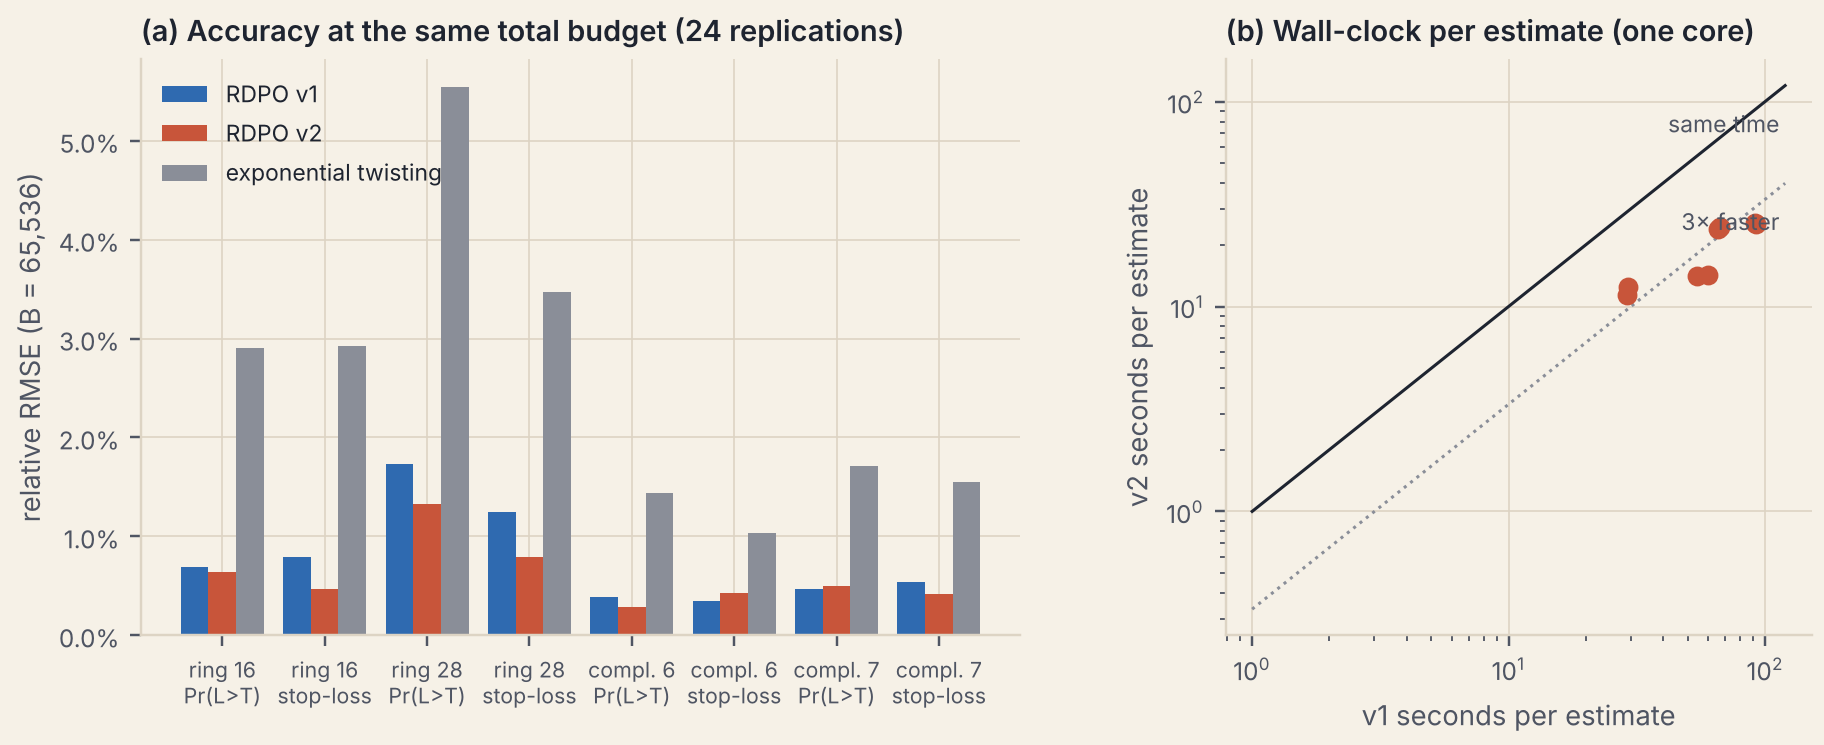 (a) Accuracy at the same total budget (24 replications)
RDPO v1
RDPO v2
exponential twisting
relative RMSE (B = 65,536)
5.0%
4.0%
3.0%
2.0%
1.0%
0.0%
ring 16 Pr(L>T)
ring 16 stop-loss
ring 28 Pr(L>T)
ring 28 stop-loss
compl. 6 Pr(L>T)
compl. 6 stop-loss
compl. 7 Pr(L>T)
compl. 7 stop-loss
(b) Wall-clock per estimate (one core)
v2 seconds per estimate
10²
10¹
10⁰
same time
3× faster
10⁰
10¹
10²
v1 seconds per estimate